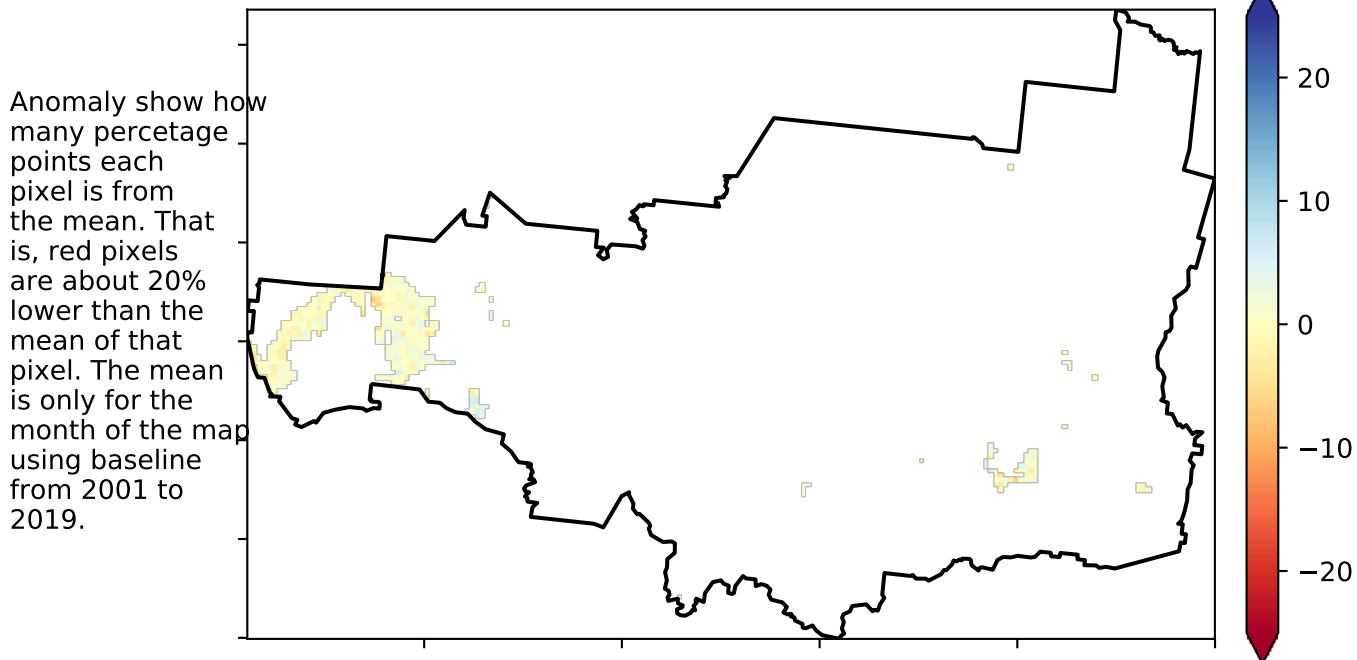 Anomaly show how
many percetage
points each
pixel is from
the mean. That
is, red pixels
are about 20%
lower than the
mean of that
pixel. The mean
is only for the
month of the map
using baseline
from 2001 to
2019.
20
10
0
−10
−20